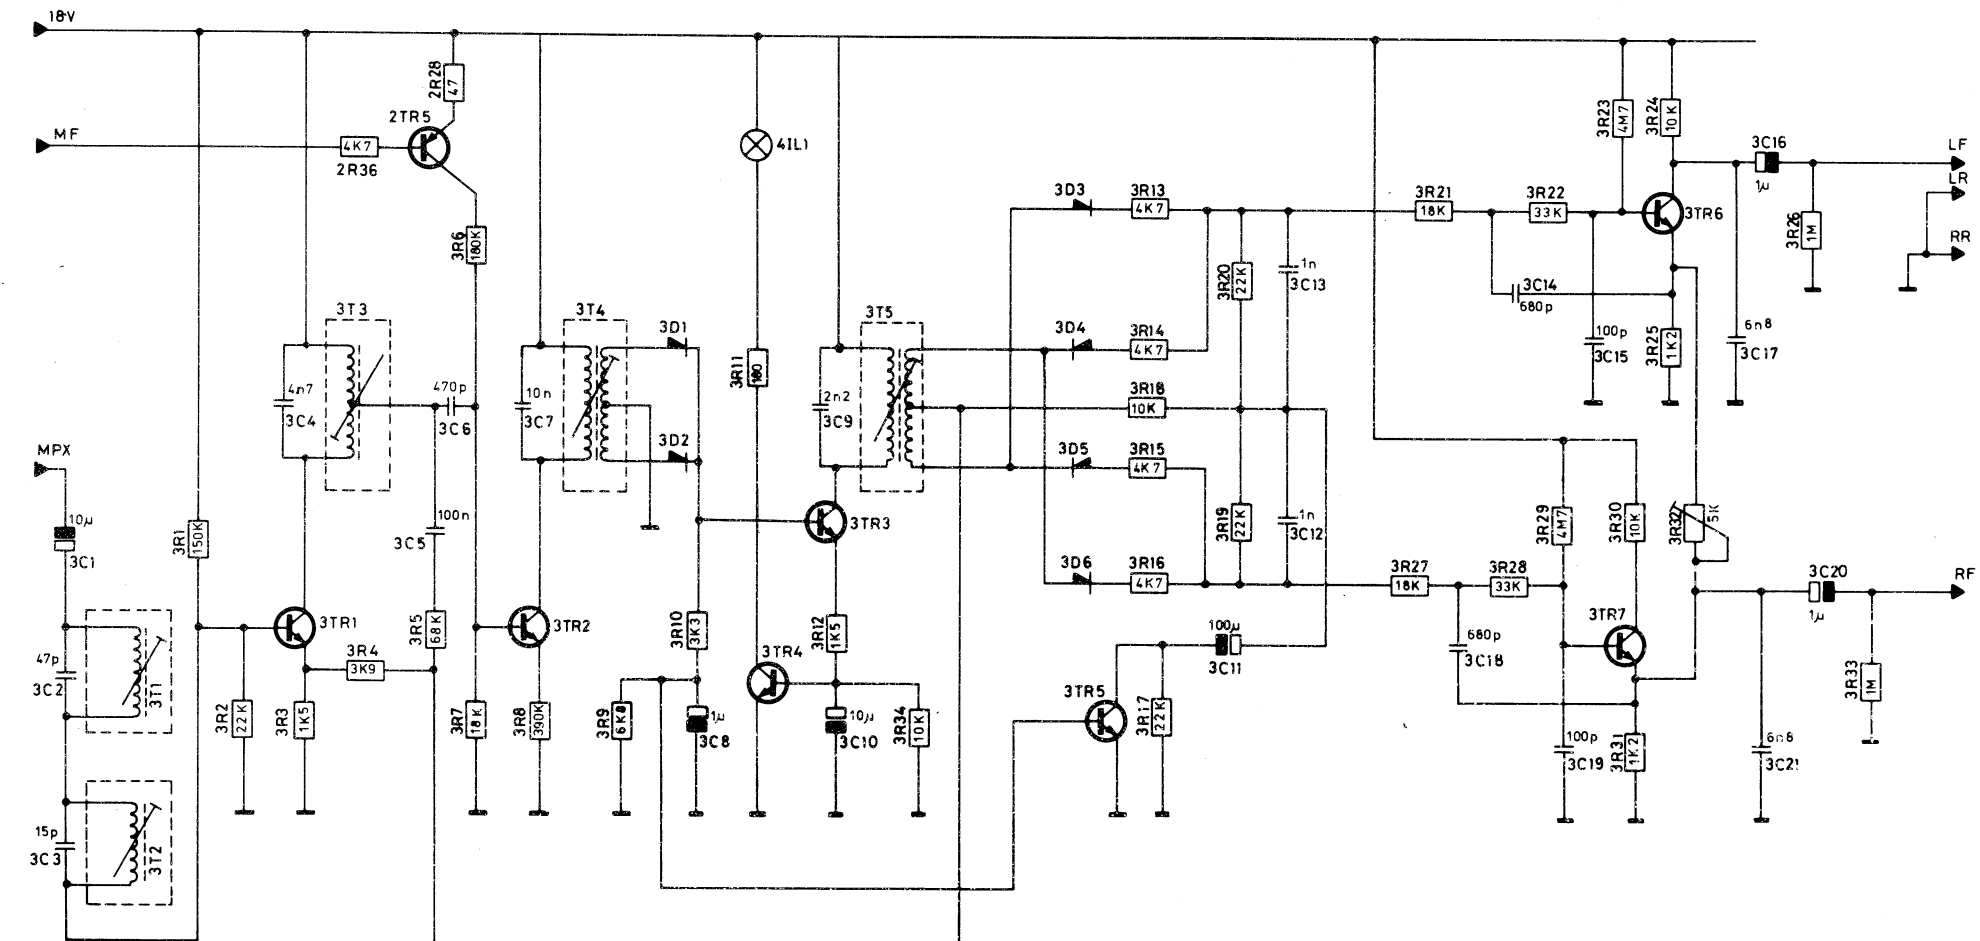 18V
2R28
47
2TR5
MF
4K7
2R36
4IL1
3R6
180K
3R23
4M7
3R24
10K
3C16
1µ
LF
LR
RR
3R26
1M
3D3
3R13
4K7
3R21
18K
3R22
33K
3TR6
3R20
22K
1n
3C13
3C14
680p
100p
3C15
3R25
1K2
6n8
3C17
3T3
3T4
3D1
3T5
3D4
3R14
4K7
3R11
180
4n7
3C4
470p
3C6
10n
3C7
2n2
3C9
3R18
10K
MPX
3D2
3D5
3R15
4K7
10µ
3C1
3R1
150K
100n
3C5
3TR3
3R19
22K
1n
3C12
3R29
4M7
3R30
10K
3R32
5K
3D6
3R16
4K7
3R27
18K
3R28
33K
3C20
1µ
RF
3TR1
3R4
3K9
3R5
68K
3TR2
3R10
3K3
3R12
1K5
3TR4
100µ
3C11
680p
3C18
3TR7
3R33
1M
47p
3C2
3T1
3R2
22K
3R3
1K5
3R7
18K
3R8
390K
3R9
6K8
1µ
3C8
10µ
3C10
3R34
10K
3TR5
3R17
22K
100p
3C19
3R31
1K2
6n8
3C21
15p
3C3
3T2